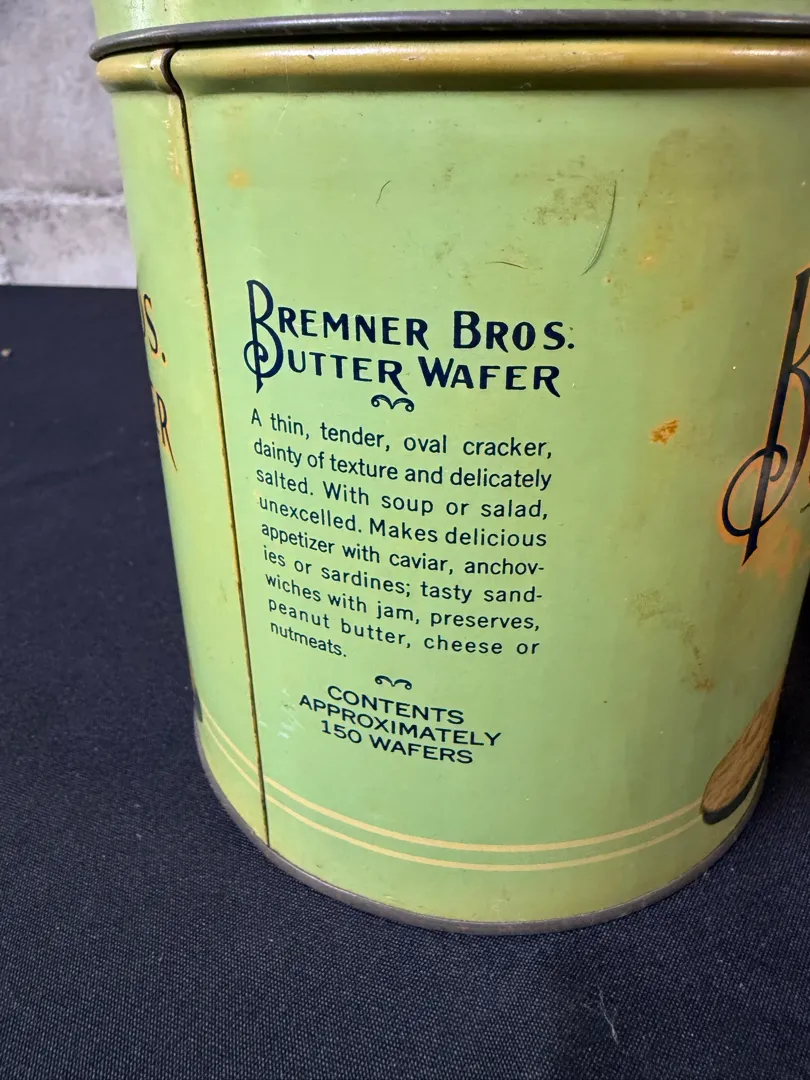 BREMNER BROS.
BUTTER WAFER
A thin, tender, oval cracker,
dainty of texture and delicately
salted. With soup or salad,
unexcelled. Makes delicious
appetizer with caviar, anchov-
ies or sardines; tasty sand-
wiches with jam, preserves,
peanut butter, cheese or
nutmeats.
CONTENTS
APPROXIMATELY
150 WAFERS